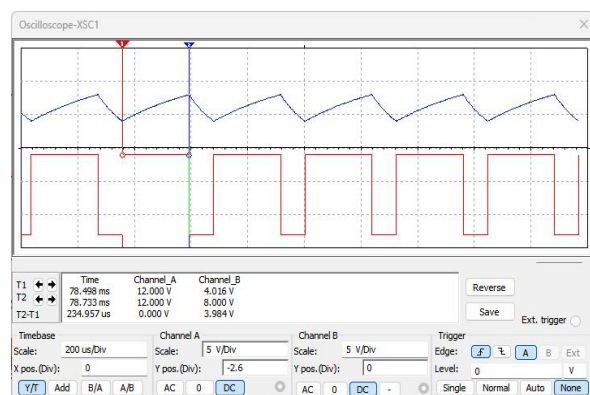 Oscilloscope-XSC1
1 2
Time Channel_A Channel_B
T1 78.498 ms 12.000 V 4.016 V
T2 78.733 ms 12.000 V 8.000 V
T2-T1 234.957 us 0.000 V 3.984 V
Reverse
Save
Ext. trigger
Timebase Channel A Channel B Trigger
Scale: 200 us/Div Scale: 5 V/Div Scale: 5 V/Div Edge: A B Ext
X pos.(Div): 0 Y pos.(Div): -2.6 Y pos.(Div): 0 Level: 0 V
Y/T Add B/A A/B AC 0 DC AC 0 DC - Single Normal Auto None